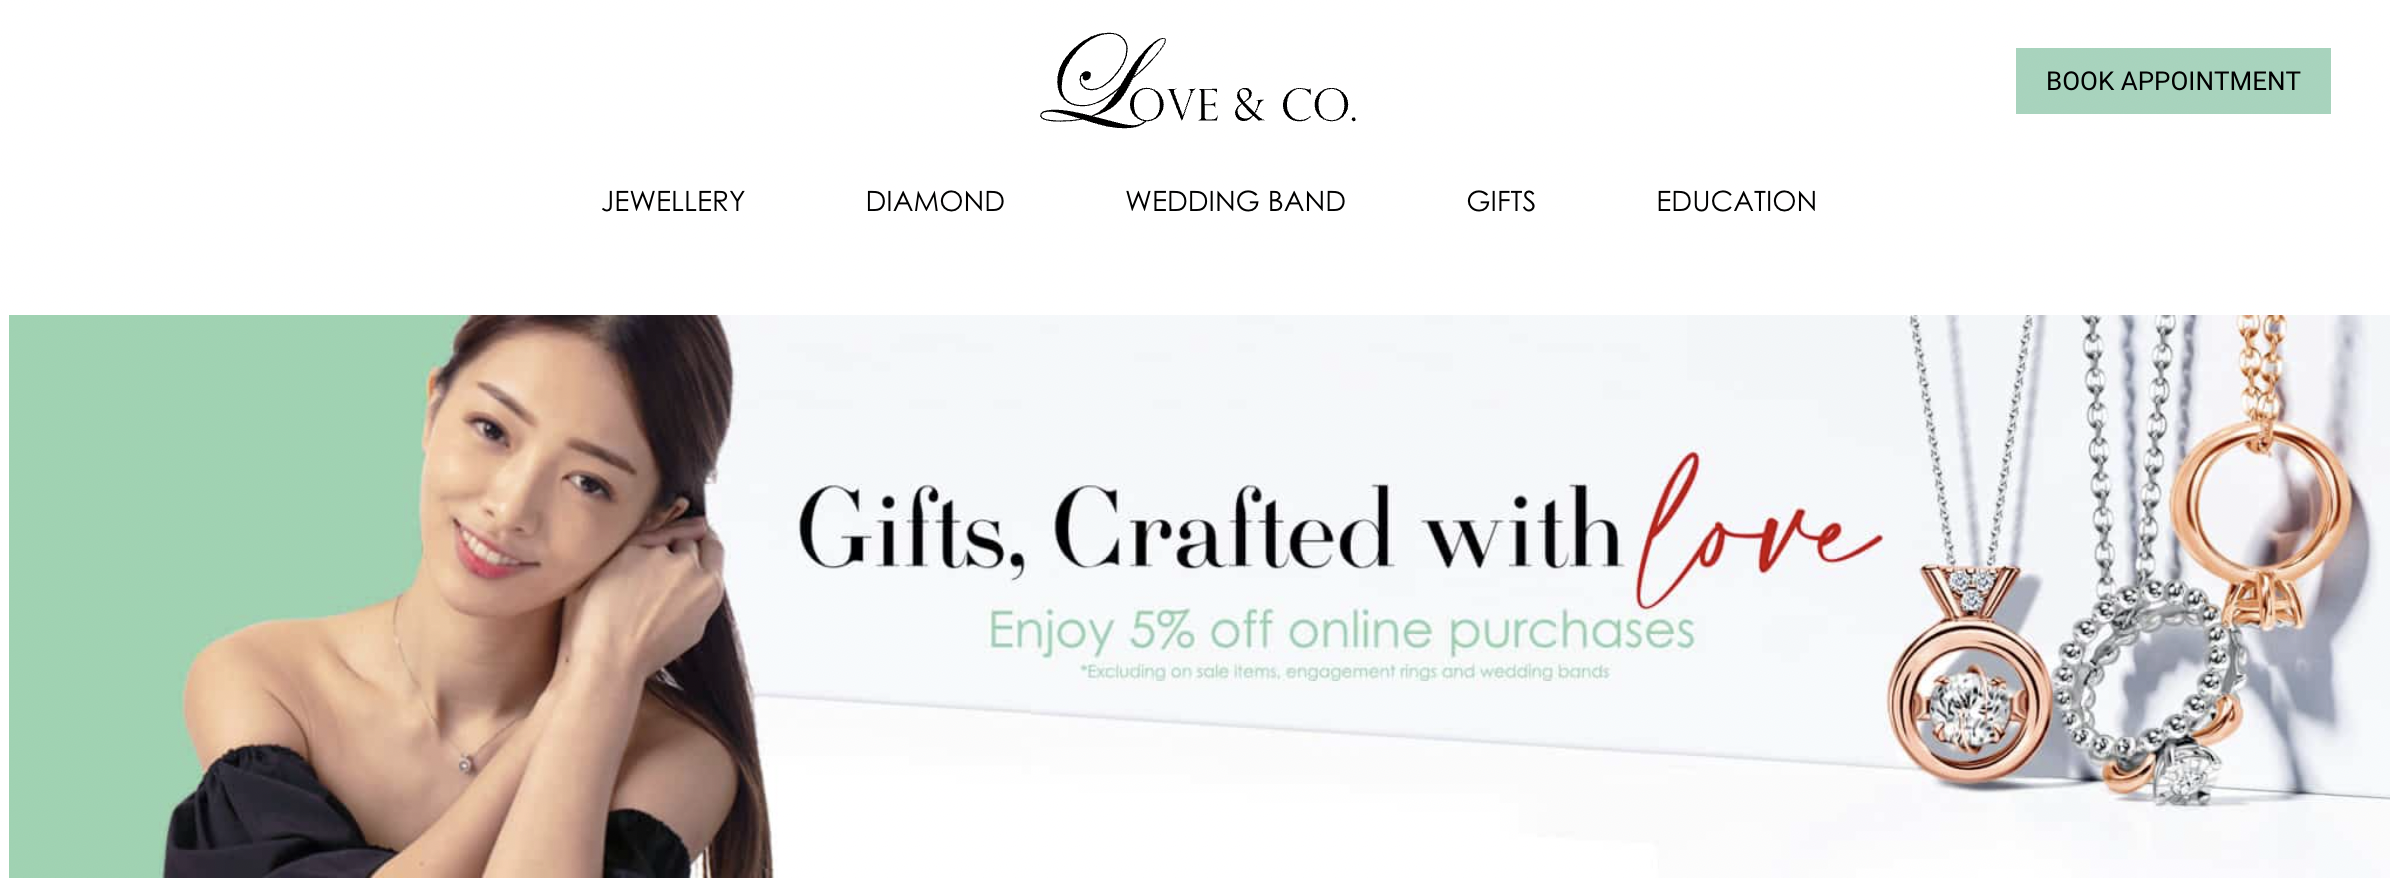 LOVE & CO.
BOOK APPOINTMENT
JEWELLERY DIAMOND WEDDING BAND GIFTS EDUCATION
Gifts, Crafted with love
Enjoy 5% off online purchases
*Excluding on sale items, engagement rings and wedding bands